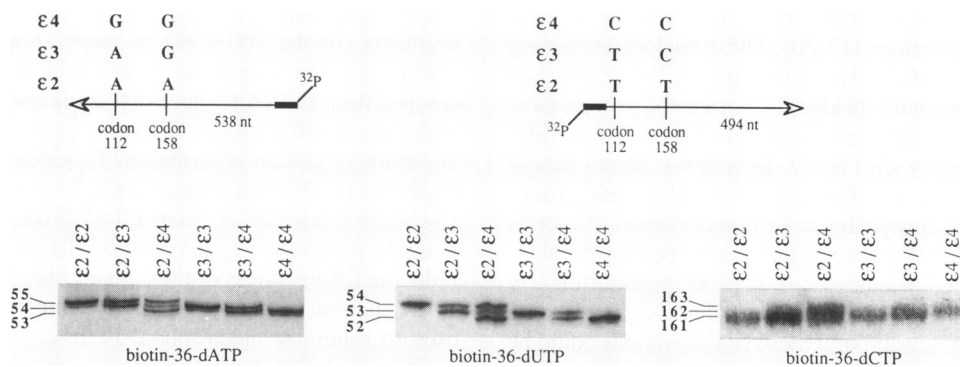 ε4 G G
ε3 A G
ε2 A A
32P
codon 112
codon 158
538 nt
ε4 C C
ε3 T C
ε2 T T
32P
codon 112
codon 158
494 nt
ε2 / ε2
ε2 / ε3
ε2 / ε4
ε3 / ε3
ε3 / ε4
ε4 / ε4
55
54
53
biotin-36-dATP
ε2 / ε2
ε2 / ε3
ε2 / ε4
ε3 / ε3
ε3 / ε4
ε4 / ε4
54
53
52
biotin-36-dUTP
ε2 / ε2
ε2 / ε3
ε2 / ε4
ε3 / ε3
ε3 / ε4
ε4 / ε4
163
162
161
biotin-36-dCTP